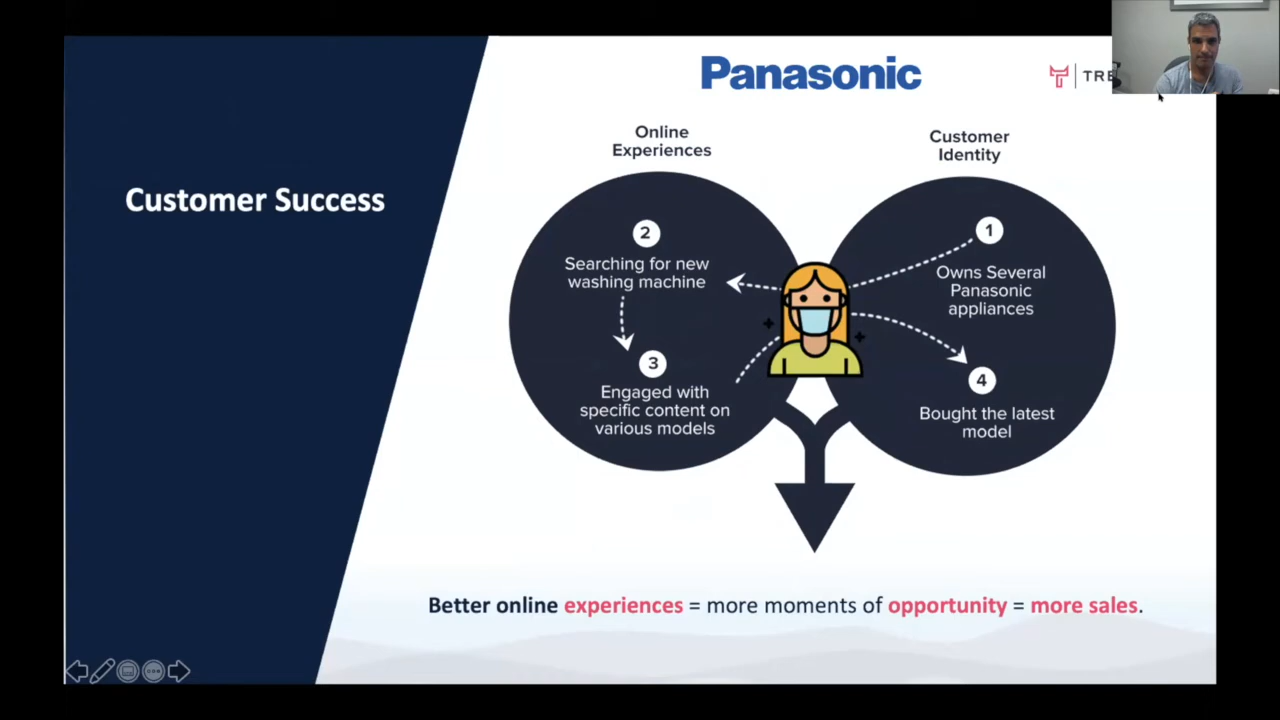 Panasonic
TRE
Customer Success
Online
Experiences
Customer
Identity
1
Owns Several
Panasonic
appliances
2
Searching for new
washing machine
3
Engaged with
specific content on
various models
4
Bought the latest
model
Better online experiences = more moments of opportunity = more sales.